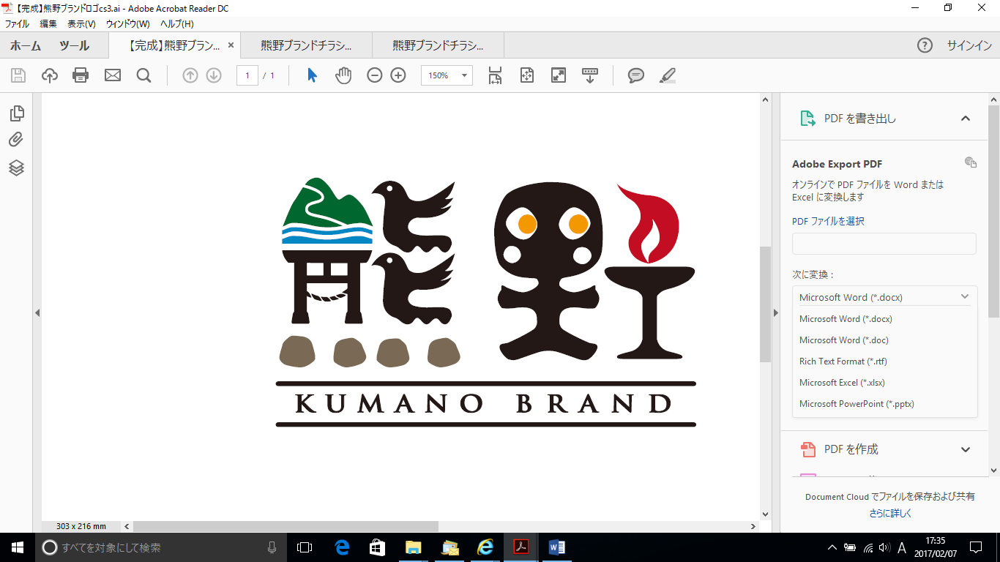 【完成】熊野ブランドロゴcs3.ai - Adobe Acrobat Reader DC
ファイル 編集 表示(V) ウィンドウ(W) ヘルプ(H)
ホーム ツール 【完成】熊野ブラン... × 熊野ブランドチラシ... 熊野ブランドチラシ... サインイン
1 / 1 150%
PDF を書き出し
Adobe Export PDF
オンラインで PDF ファイルを Word または
Excel に変換します
PDF ファイルを選択
次に変換 :
Microsoft Word (*.docx)
Microsoft Word (*.docx)
Microsoft Word (*.doc)
Rich Text Format (*.rtf)
Microsoft Excel (*.xlsx)
Microsoft PowerPoint (*.pptx)
PDF を作成
Document Cloud でファイルを保存および共有
さらに詳しく
熊野
KUMANO BRAND
303 x 216 mm
すべてを対象にして検索
A
17:35
2017/02/07